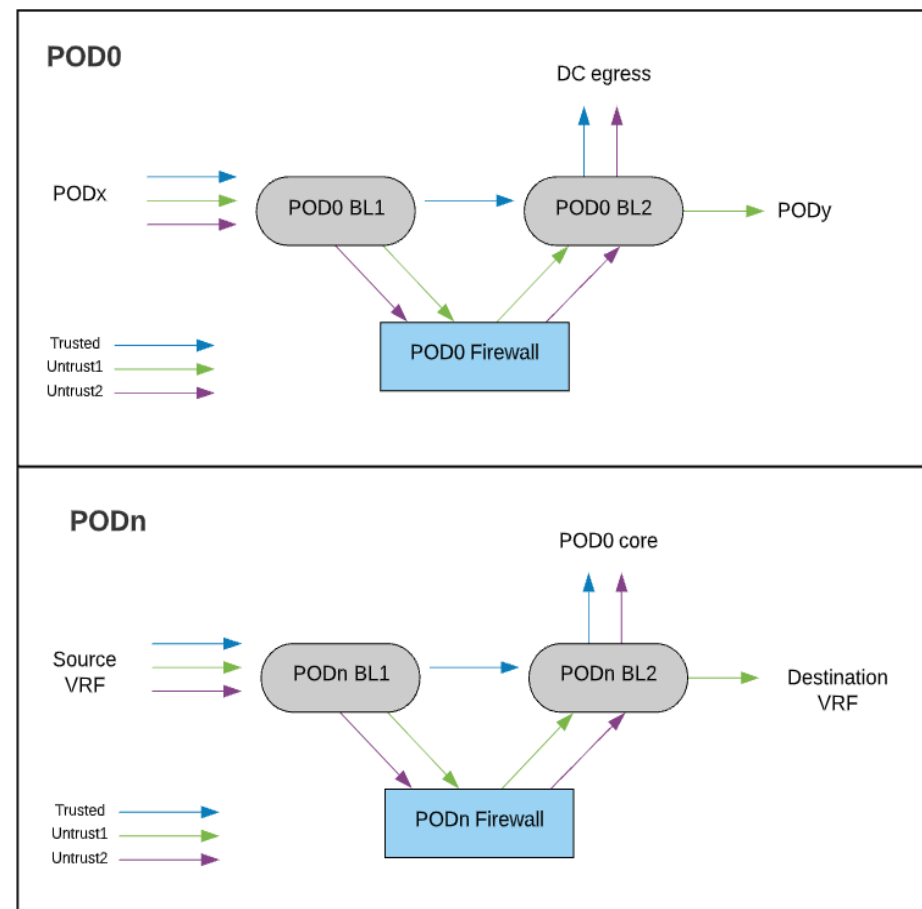 POD0
DC egress
PODx
POD0 BL1
POD0 BL2
PODy
POD0 Firewall
Trusted
Untrust1
Untrust2
PODn
POD0 core
Source
VRF
PODn BL1
PODn BL2
Destination
VRF
PODn Firewall
Trusted
Untrust1
Untrust2